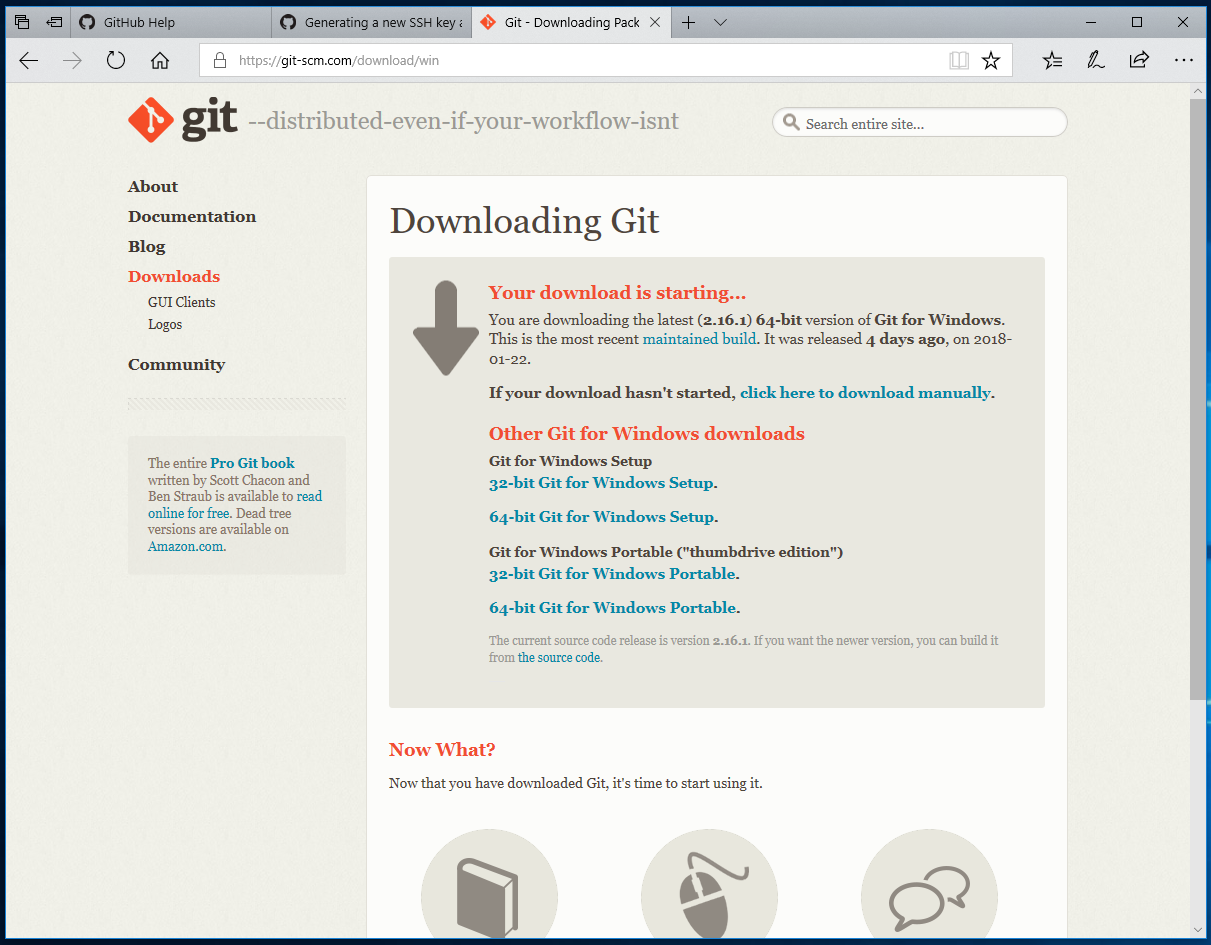 GitHub Help
Generating a new SSH key a
Git - Downloading Pack
https://git-scm.com/download/win
git --distributed-even-if-your-workflow-isnt
Search entire site...
About
Documentation
Blog
Downloads
GUI Clients
Logos
Community
The entire Pro Git book
written by Scott Chacon and
Ben Straub is available to read
online for free. Dead tree
versions are available on
Amazon.com.
Downloading Git
Your download is starting...
You are downloading the latest (2.16.1) 64-bit version of Git for Windows.
This is the most recent maintained build. It was released 4 days ago, on 2018-
01-22.
If your download hasn't started, click here to download manually.
Other Git for Windows downloads
Git for Windows Setup
32-bit Git for Windows Setup.
64-bit Git for Windows Setup.
Git for Windows Portable ("thumbdrive edition")
32-bit Git for Windows Portable.
64-bit Git for Windows Portable.
The current source code release is version 2.16.1. If you want the newer version, you can build it
from the source code.
Now What?
Now that you have downloaded Git, it's time to start using it.